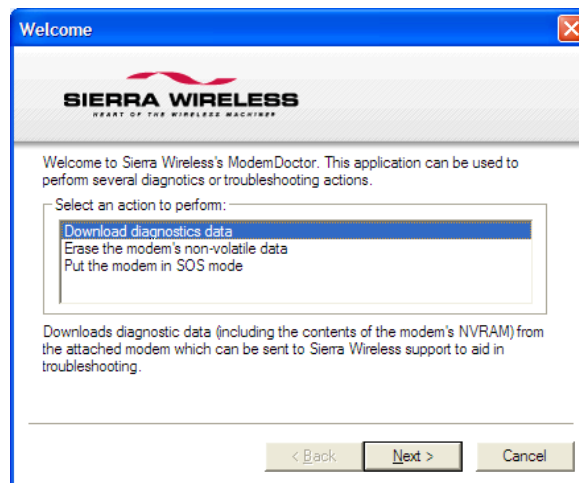 Welcome
SIERRA WIRELESS
HEART OF THE WIRELESS MACHINE®
Welcome to Sierra Wireless's ModemDoctor. This application can be used to
perform several diagnotics or troubleshooting actions.
Select an action to perform:
Download diagnostics data
Erase the modem's non-volatile data
Put the modem in SOS mode
Downloads diagnostic data (including the contents of the modem's NVRAM) from
the attached modem which can be sent to Sierra Wireless support to aid in
troubleshooting.
< Back
Next >
Cancel